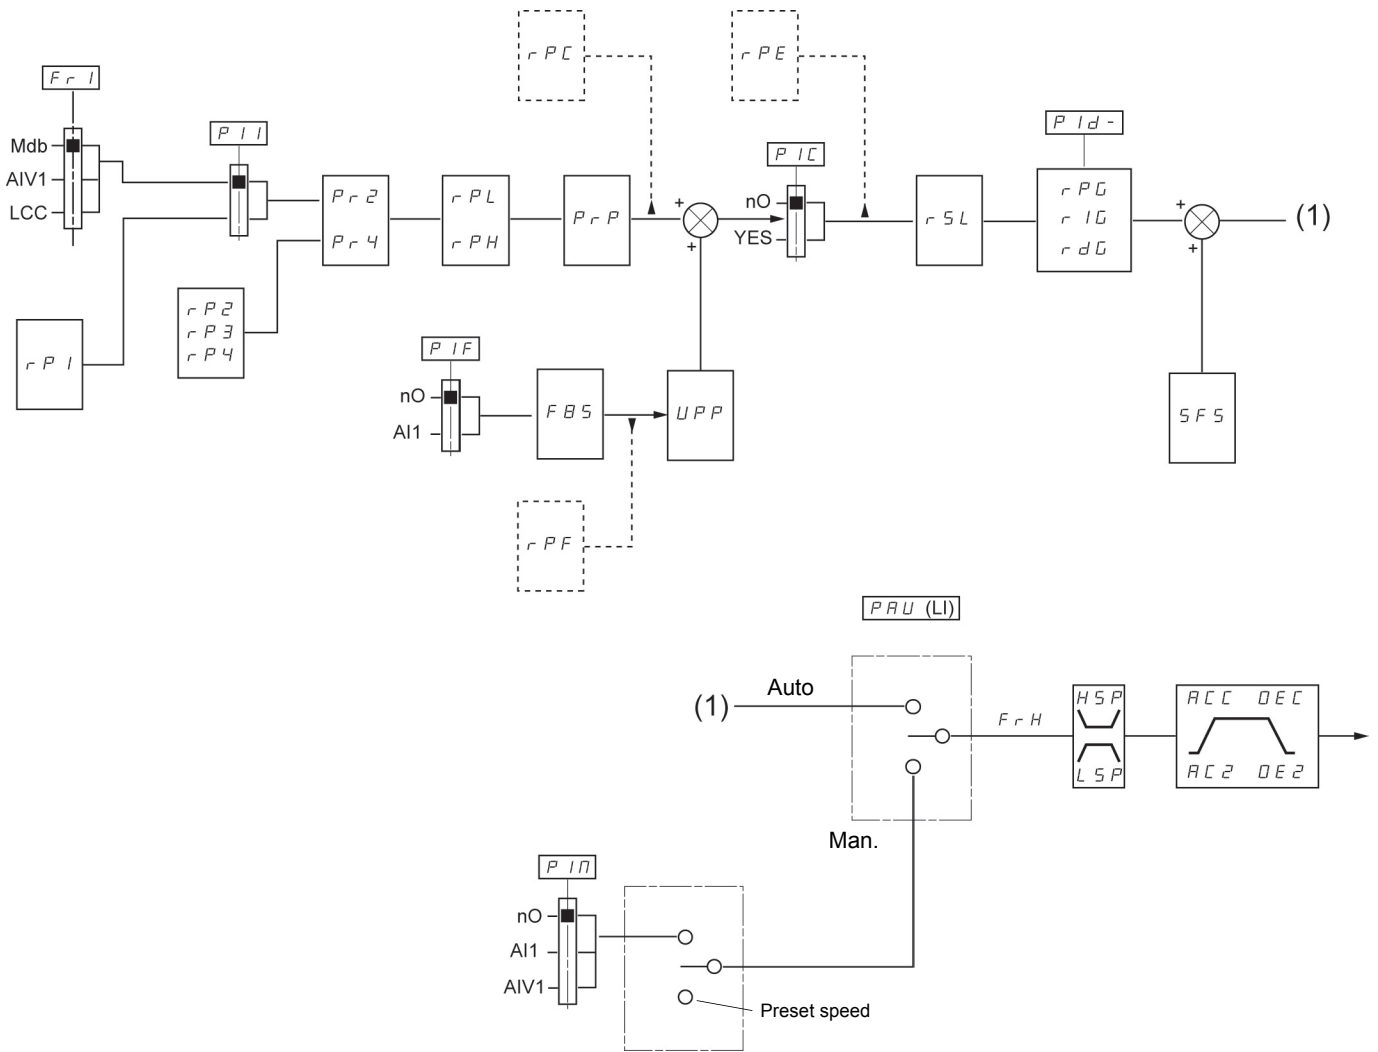 rPC
rPE
Fr1
PII
PId-
Mdb
AIV1
LCC
PIC
nO
YES
Pr2
Pr4
rPL
rPH
PrP
+
+
rSL
rPG
rIG
rdG
+
+
(1)
rP1
rP2
rP3
rP4
PIF
nO
AI1
FBS
UPP
SFS
rPF
PAU (LI)
(1)
Auto
FrH
HSP
LSP
ACC DEC
AC2 DE2
Man.
PIM
nO
AI1
AIV1
Preset speed